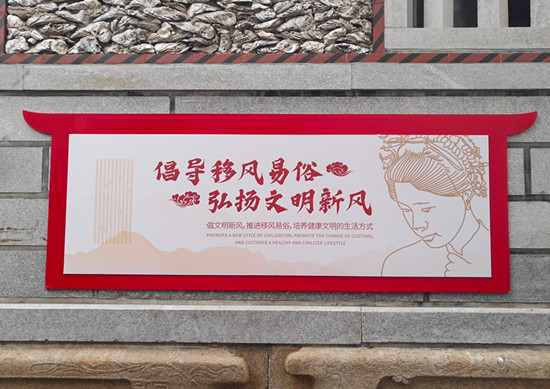 倡导移风易俗
弘扬文明新风
倡文明新风,推进移风易俗,培养健康文明的生活方式
PROMOTE A NEW STYLE OF CIVILIZATION, PROMOTE THE CHANGE OF CUSTOMS,
AND CULTIVATE A HEALTHY AND CIVILIZED LIFESTYLE